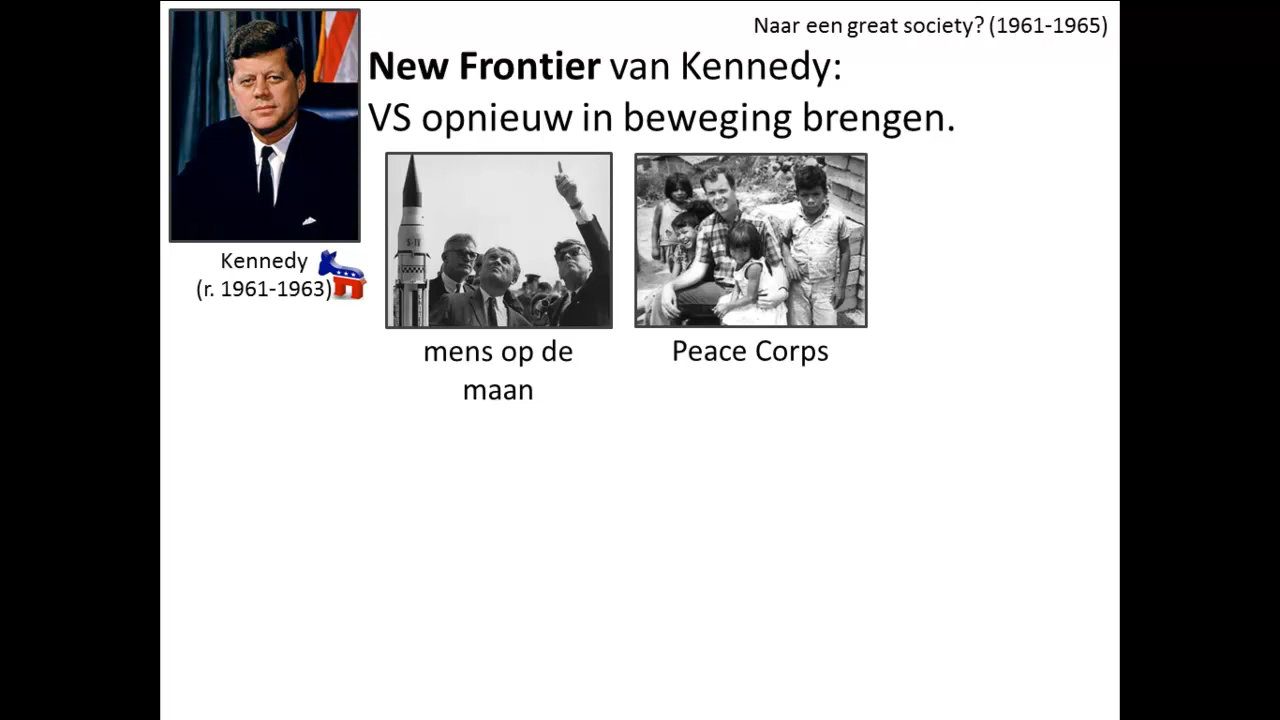 Naar een great society? (1961-1965)
New Frontier van Kennedy:
VS opnieuw in beweging brengen.
Kennedy
(r. 1961-1963)
mens op de
maan
Peace Corps